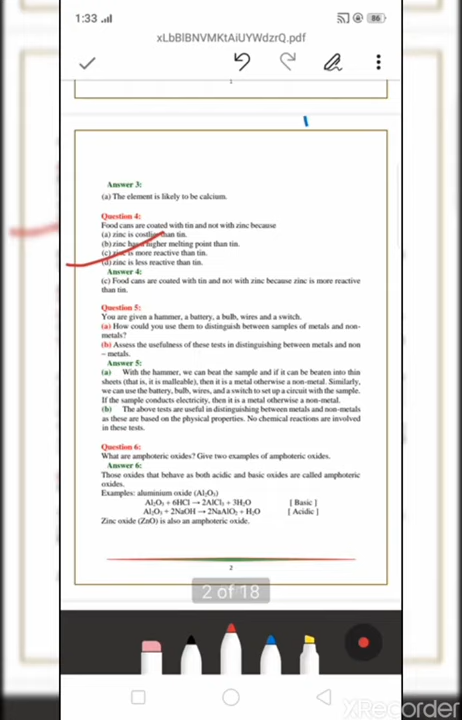 1:33
86
xLbBlBNVMKtAiUYWdzrQ.pdf
1
Answer 3:
(a) The element is likely to be calcium.
Question 4:
Food cans are coated with tin and not with zinc because
(a) zinc is costlier than tin.
(b) zinc has a higher melting point than tin.
(c) zinc is more reactive than tin.
(d) zinc is less reactive than tin.
Answer 4:
(c) Food cans are coated with tin and not with zinc because zinc is more reactive
than tin.
Question 5:
You are given a hammer, a battery, a bulb, wires and a switch.
(a) How could you use them to distinguish between samples of metals and non-
metals?
(b) Assess the usefulness of these tests in distinguishing between metals and non
– metals.
Answer 5:
(a) With the hammer, we can beat the sample and if it can be beaten into thin
sheets (that is, it is malleable), then it is a metal otherwise a non-metal. Similarly,
we can use the battery, bulb, wires, and a switch to set up a circuit with the sample.
If the sample conducts electricity, then it is a metal otherwise a non-metal.
(b) The above tests are useful in distinguishing between metals and non-metals
as these are based on the physical properties. No chemical reactions are involved
in these tests.
Question 6:
What are amphoteric oxides? Give two examples of amphoteric oxides.
Answer 6:
Those oxides that behave as both acidic and basic oxides are called amphoteric
oxides.
Examples: aluminium oxide (Al₂O₃)
Al₂O₃ + 6HCl → 2AlCl₃ + 3H₂O [ Basic ]
Al₂O₃ + 2NaOH → 2NaAlO₂ + H₂O [ Acidic ]
Zinc oxide (ZnO) is also an amphoteric oxide.
2
2 of 18
XRecorder